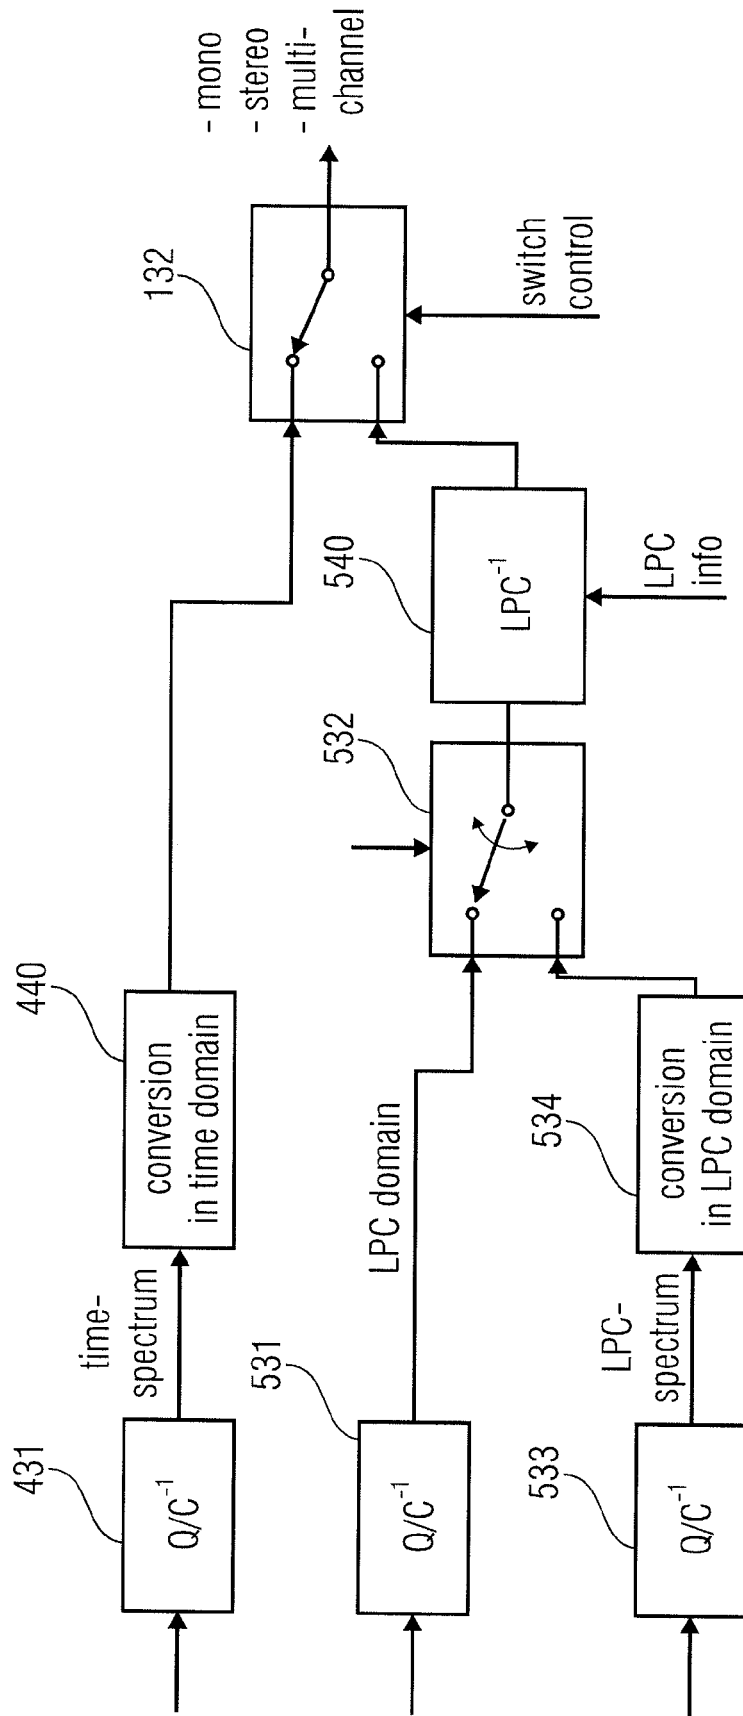 431
Q/C⁻¹
time-
spectrum
440
conversion
in time domain
132
- mono
- stereo
- multi-
channel
switch
control
531
Q/C⁻¹
LPC domain
532
540
LPC⁻¹
LPC
info
533
Q/C⁻¹
LPC-
spectrum
534
conversion
in LPC domain